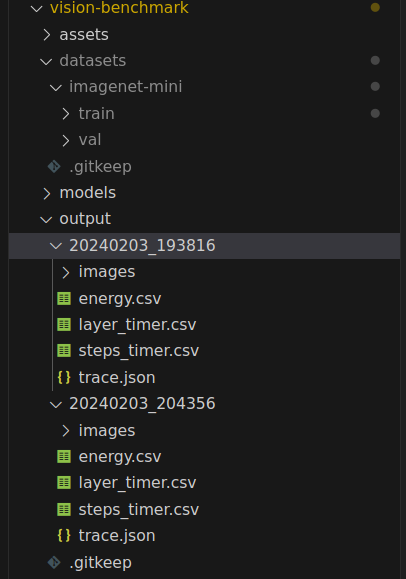 vision-benchmark
assets
datasets
imagenet-mini
train
val
.gitkeep
models
output
20240203_193816
images
energy.csv
layer_timer.csv
steps_timer.csv
{} trace.json
20240203_204356
images
energy.csv
layer_timer.csv
steps_timer.csv
{} trace.json
.gitkeep